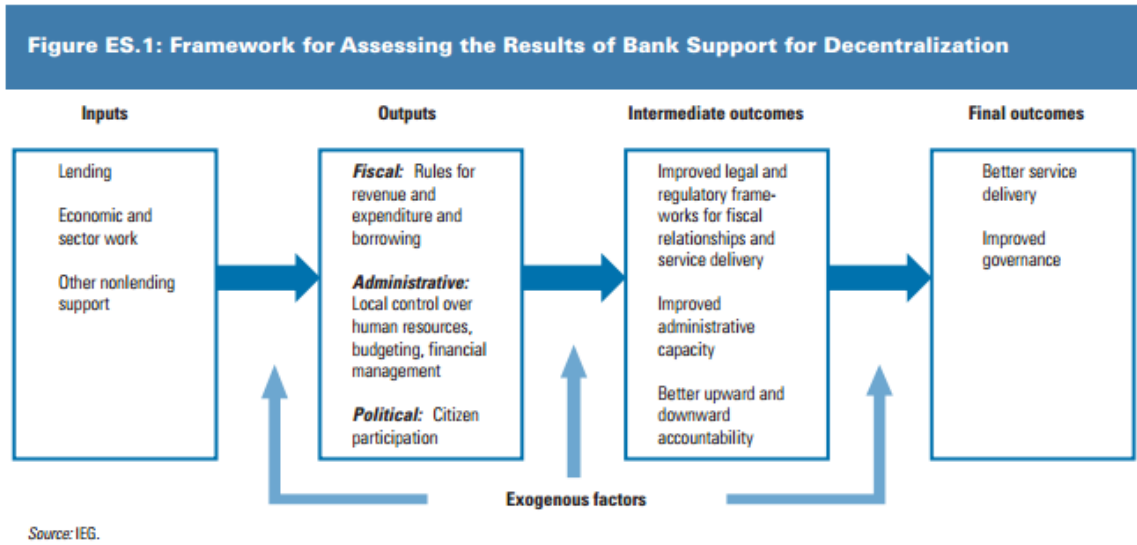 Figure ES.1: Framework for Assessing the Results of Bank Support for Decentralization
Inputs
Lending
Economic and
sector work
Other nonlending
support
Outputs
Fiscal: Rules for
revenue and
expenditure and
borrowing
Administrative:
Local control over
human resources,
budgeting, financial
management
Political: Citizen
participation
Intermediate outcomes
Improved legal and
regulatory frame-
works for fiscal
relationships and
service delivery
Improved
administrative
capacity
Better upward and
downward
accountability
Final outcomes
Better service
delivery
Improved
governance
Exogenous factors
Source: IEG.